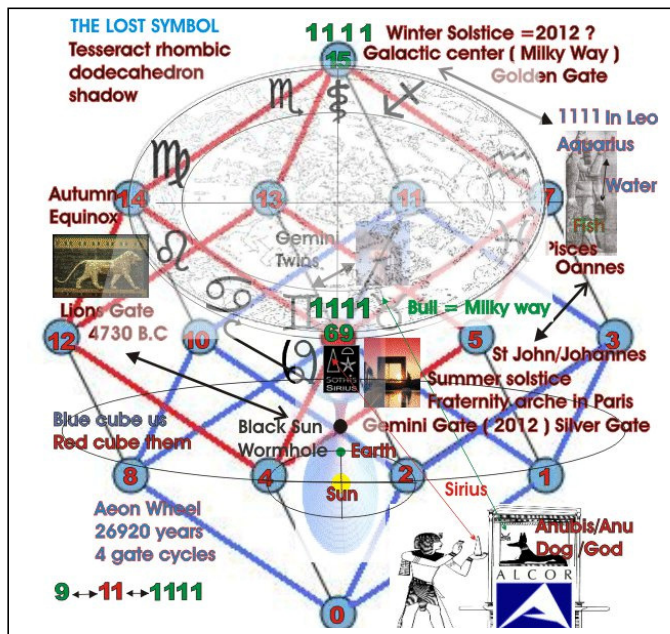 THE LOST SYMBOL
Tesseract rhombic
dodecahedron
shadow
1111
Winter Solstice =2012 ?
Galactic center ( Milky Way )
Golden Gate
15
1111 In Leo
Aquarius
Water
Fish
Pisces
Oannes
Autumn
Equinox
14
13
11
7
Gemini
Twins
Lions Gate
4730 B.C
1111
69
Bull = Milky way
12
10
5
3
SOTHIS
SIRIUS
St John/Johannes
Summer solstice
Fraternity arche in Paris
Gemini Gate ( 2012 ) Silver Gate
Blue cube us
Red cube them
Black Sun
Wormhole
Earth
8
4
2
1
Sun
Sirius
Aeon Wheel
26920 years
4 gate cycles
Anubis/Anu
Dog /God
ALCOR
9 ↔ 11 ↔ 1111
0